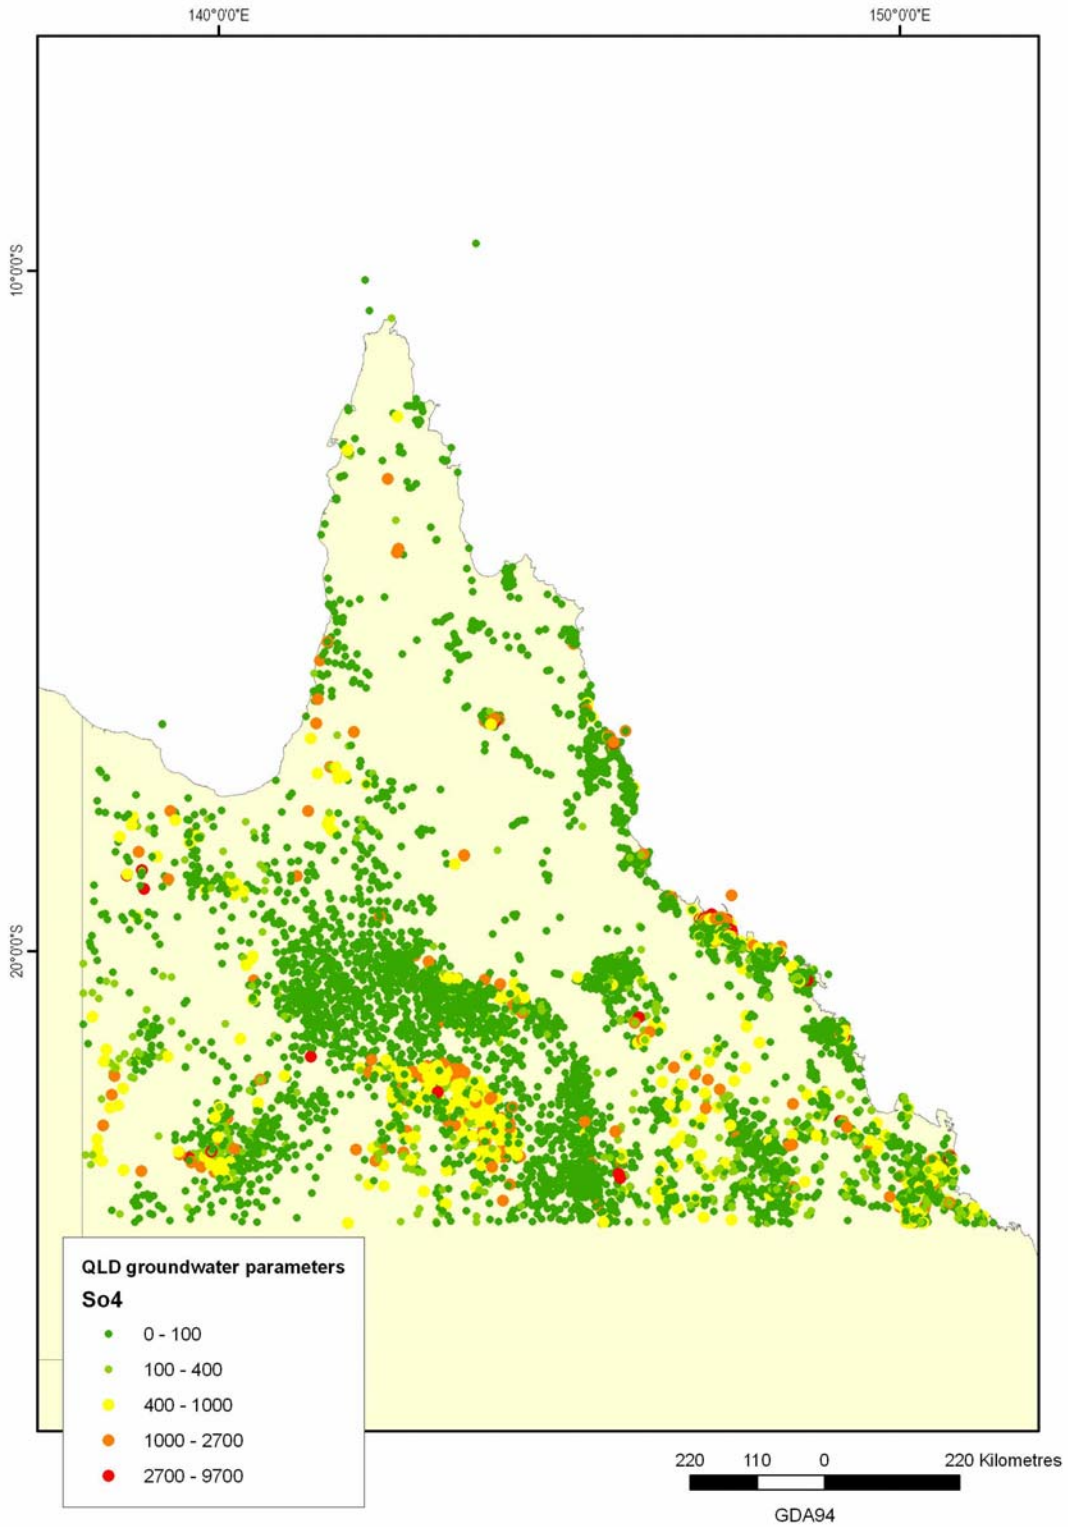 140°0'0"E
150°0'0"E
10°0'0"S
20°0'0"S
QLD groundwater parameters
So4
0 - 100
100 - 400
400 - 1000
1000 - 2700
2700 - 9700
220 110 0 220 Kilometres
GDA94